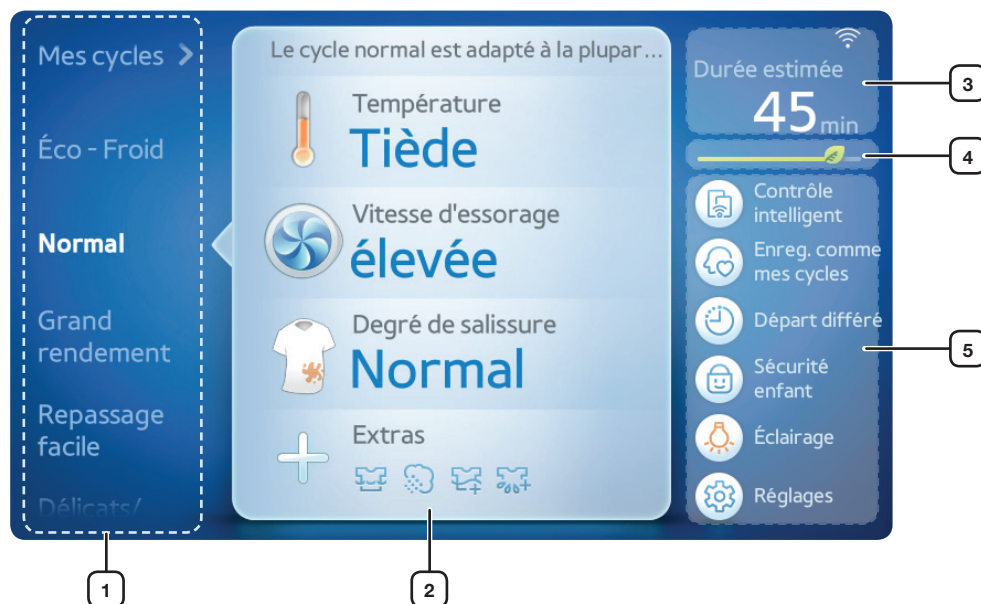 Mes cycles
Éco - Froid
Normal
Grand
rendement
Repassage
facile
Délicats/
Le cycle normal est adapté à la plupar...
Température
Tiède
Vitesse d'essorage
élevée
Degré de salissure
Normal
Extras
Durée estimée
45 min
Contrôle
intelligent
Enreg. comme
mes cycles
Départ différé
Sécurité
enfant
Éclairage
Réglages
1
2
3
4
5